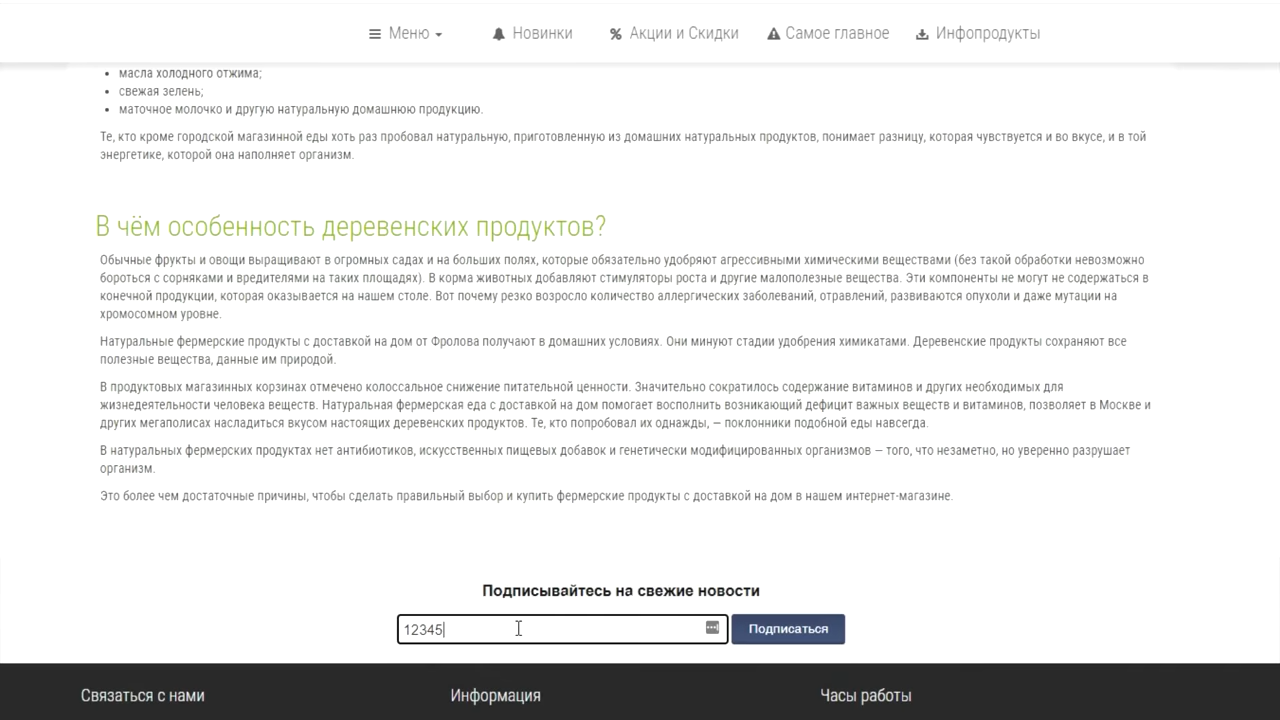 Меню
Новинки
Акции и Скидки
Самое главное
Инфопродукты
масла холодного отжима;
свежая зелень;
маточное молочко и другую натуральную домашнюю продукцию.
Те, кто кроме городской магазинной еды хоть раз пробовал натуральную, приготовленную из домашних натуральных продуктов, понимает разницу, которая чувствуется и во вкусе, и в той
энергетике, которой она наполняет организм.
В чём особенность деревенских продуктов?
Обычные фрукты и овощи выращивают в огромных садах и на больших полях, которые обязательно удобряют агрессивными химическими веществами (без такой обработки невозможно
бороться с сорняками и вредителями на таких площадях). В корма животных добавляют стимуляторы роста и другие малополезные вещества. Эти компоненты не могут не содержаться в
конечной продукции, которая оказывается на нашем столе. Вот почему резко возросло количество аллергических заболеваний, отравлений, развиваются опухоли и даже мутации на
хромосомном уровне.
Натуральные фермерские продукты с доставкой на дом от Фролова получают в домашних условиях. Они минуют стадии удобрения химикатами. Деревенские продукты сохраняют все
полезные вещества, данные им природой.
В продуктовых магазинных корзинах отмечено колоссальное снижение питательной ценности. Значительно сократилось содержание витаминов и других необходимых для
жизнедеятельности человека веществ. Натуральная фермерская еда с доставкой на дом помогает восполнить возникающий дефицит важных веществ и витаминов, позволяет в Москве и
других мегаполисах насладиться вкусом настоящих деревенских продуктов. Те, кто попробовал их однажды, — поклонники подобной еды навсегда.
В натуральных фермерских продуктах нет антибиотиков, искусственных пищевых добавок и генетически модифицированных организмов — того, что незаметно, но уверенно разрушает
организм.
Это более чем достаточные причины, чтобы сделать правильный выбор и купить фермерские продукты с доставкой на дом в нашем интернет-магазине.
Подписывайтесь на свежие новости
12345
Подписаться
Связаться с нами
Информация
Часы работы